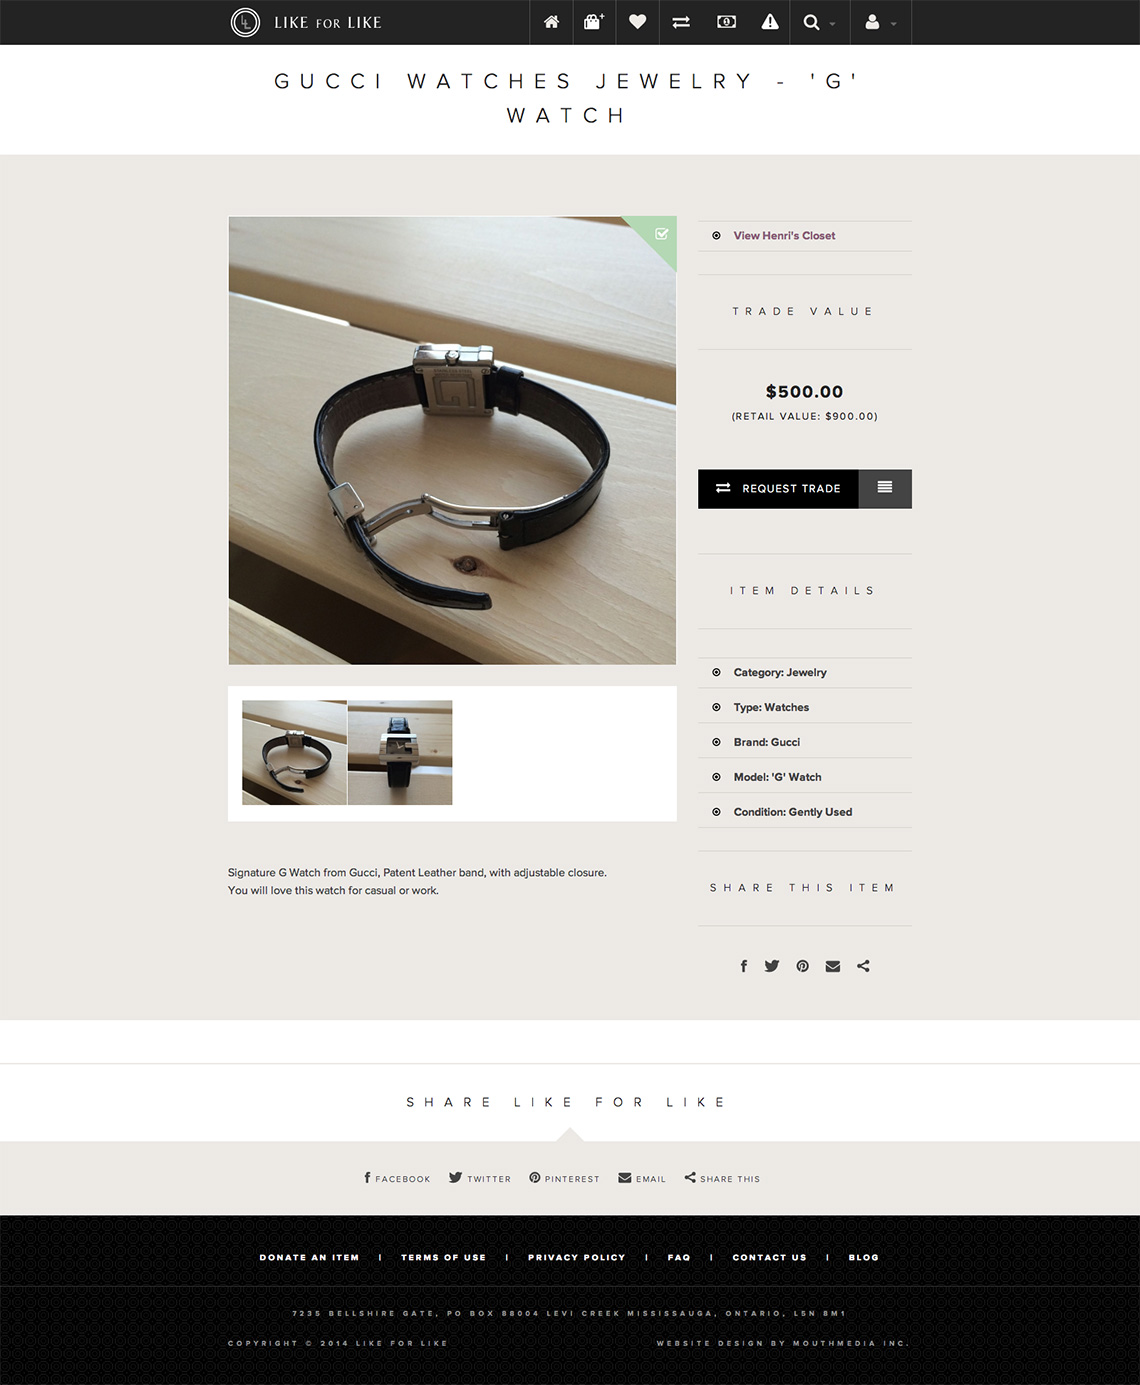 LIKE FOR LIKE
GUCCI WATCHES JEWELRY - 'G'
WATCH
View Henri's Closet
TRADE VALUE
$500.00
(RETAIL VALUE: $900.00)
REQUEST TRADE
ITEM DETAILS
Category: Jewelry
Type: Watches
Brand: Gucci
Model: 'G' Watch
Condition: Gently Used
Signature G Watch from Gucci, Patent Leather band, with adjustable closure.
You will love this watch for casual or work.
SHARE THIS ITEM
SHARE LIKE FOR LIKE
FACEBOOK TWITTER PINTEREST EMAIL SHARE THIS
DONATE AN ITEM | TERMS OF USE | PRIVACY POLICY | FAQ | CONTACT US | BLOG
7235 BELLSHIRE GATE, PO BOX 88004 LEVI CREEK MISSISSAUGA, ONTARIO, L5N 8M1
COPYRIGHT © 2014 LIKE FOR LIKE
WEBSITE DESIGN BY MOUTHMEDIA INC.